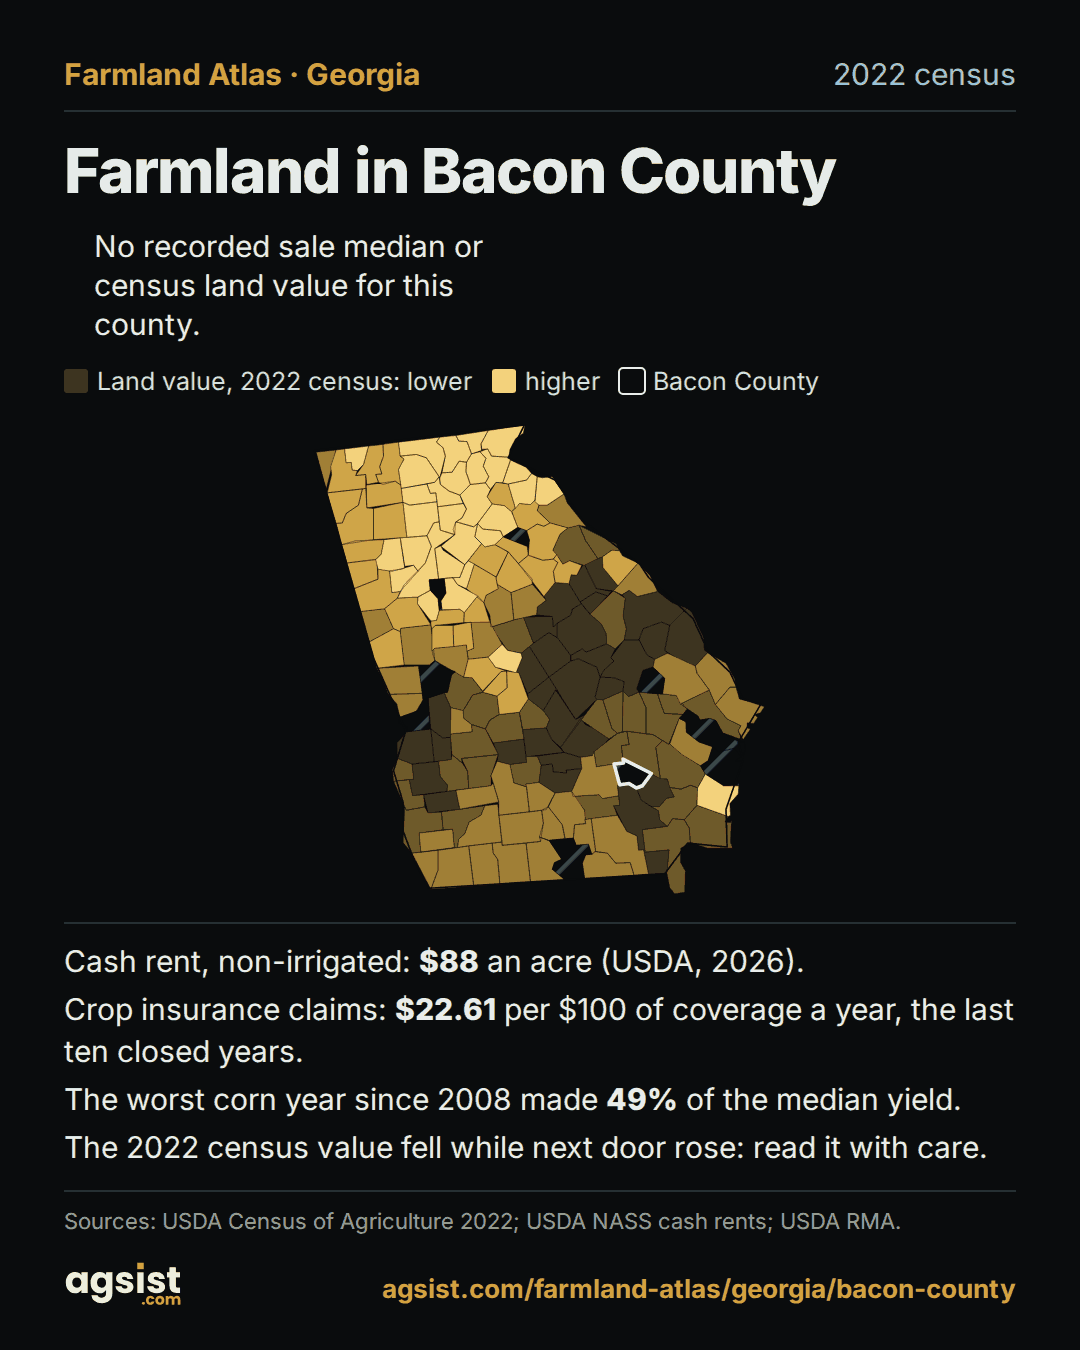 Farmland Atlas · Georgia
2022 census
Farmland in Bacon County
No recorded sale median or
census land value for this
county.
Land value, 2022 census: lower
higher
Bacon County
Cash rent, non-irrigated: $88 an acre (USDA, 2026).
Crop insurance claims: $22.61 per $100 of coverage a year, the last
ten closed years.
The worst corn year since 2008 made 49% of the median yield.
The 2022 census value fell while next door rose: read it with care.
Sources: USDA Census of Agriculture 2022; USDA NASS cash rents; USDA RMA.
agsist
.com
agsist.com/farmland-atlas/georgia/bacon-county